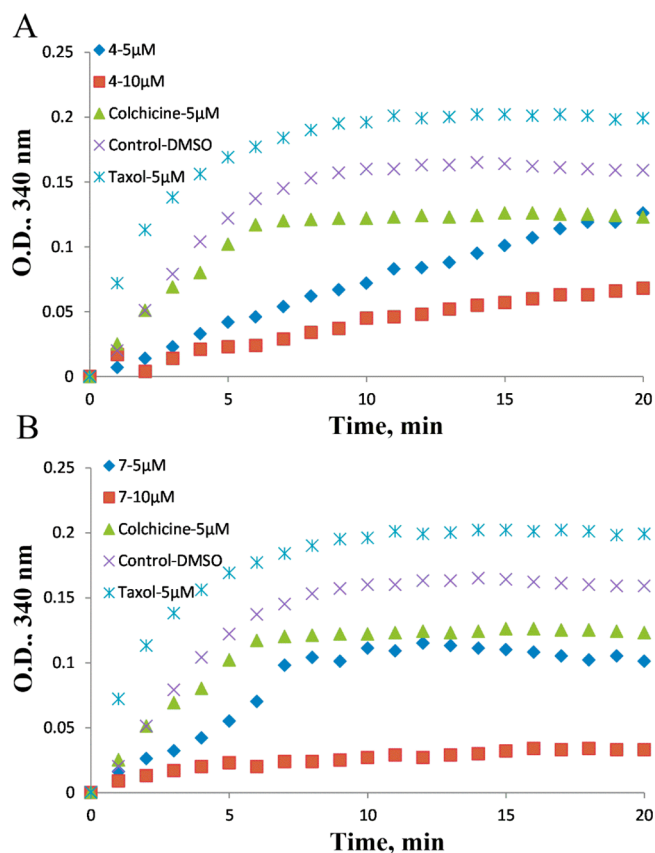 A
0.25
0.2
0.15
0.1
0.05
0
4-5μM
4-10μM
Colchicine-5μM
Control-DMSO
Taxol-5μM
O.D., 340 nm
0 5 10 15 20
Time, min
B
0.25
0.2
0.15
0.1
0.05
0
7-5μM
7-10μM
Colchicine-5μM
Control-DMSO
Taxol-5μM
O.D., 340 nm
0 5 10 15 20
Time, min